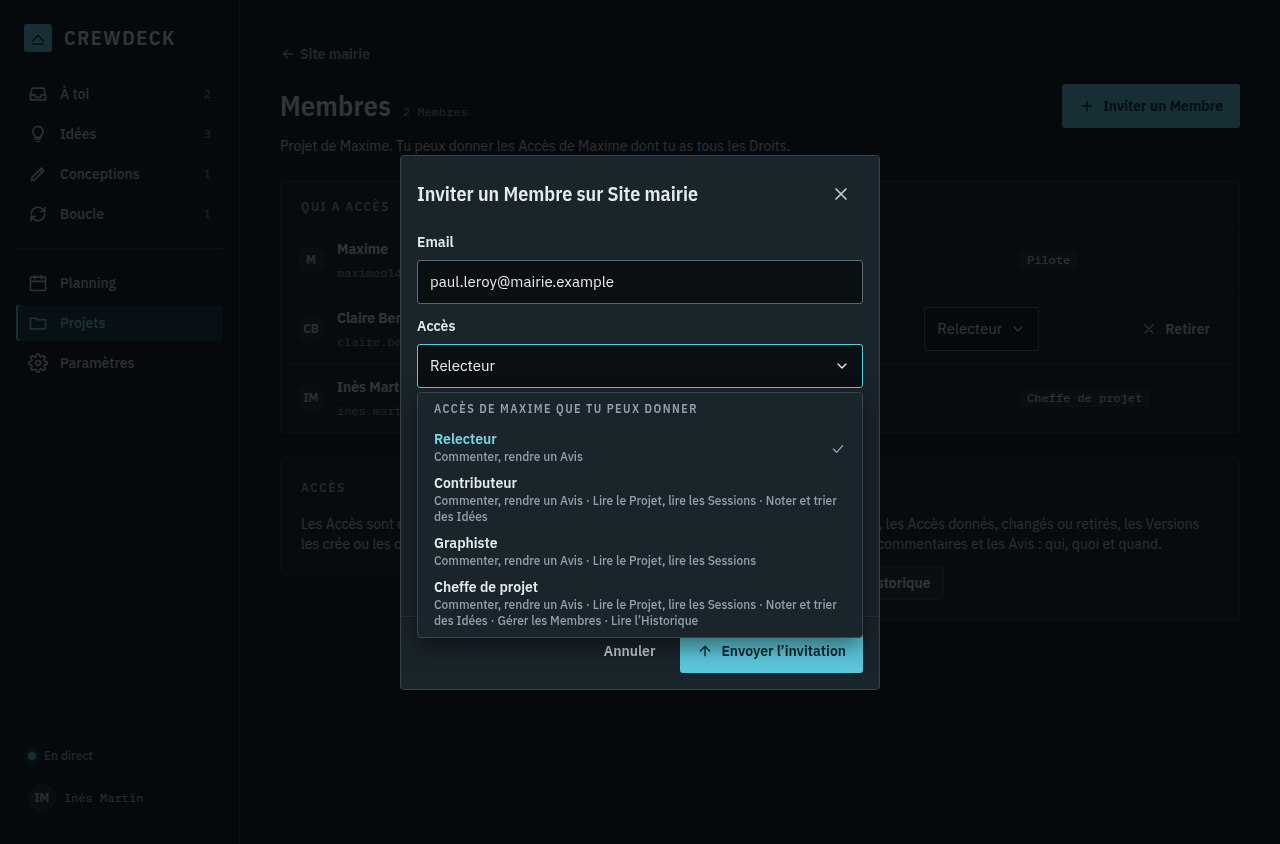 CREWDECK
À toi 2
Idées 3
Conceptions 1
Boucle 1
Planning
Projets
Paramètres
En direct
IM Inès Martin
← Site mairie
Membres 2 Membres
+ Inviter un Membre
Projet de Maxime. Tu peux donner les Accès de Maxime dont tu as tous les Droits.
QUI A ACCÈS
M Maxime
maximed14
Pilote
CB Claire Ber
claire.be
Relecteur
Retirer
IM Inès Mart
ines.mart
Cheffe de projet
ACCÈS
Les Accès sont
les crée ou les
, les Accès donnés, changés ou retirés, les Versions
commentaires et les Avis : qui, quoi et quand.
storique
Inviter un Membre sur Site mairie
Email
paul.leroy@mairie.example
Accès
Relecteur
ACCÈS DE MAXIME QUE TU PEUX DONNER
Relecteur
Commenter, rendre un Avis
Contributeur
Commenter, rendre un Avis · Lire le Projet, lire les Sessions · Noter et trier
des Idées
Graphiste
Commenter, rendre un Avis · Lire le Projet, lire les Sessions
Cheffe de projet
Commenter, rendre un Avis · Lire le Projet, lire les Sessions · Noter et trier
des Idées · Gérer les Membres · Lire l’Historique
Annuler
Envoyer l’invitation